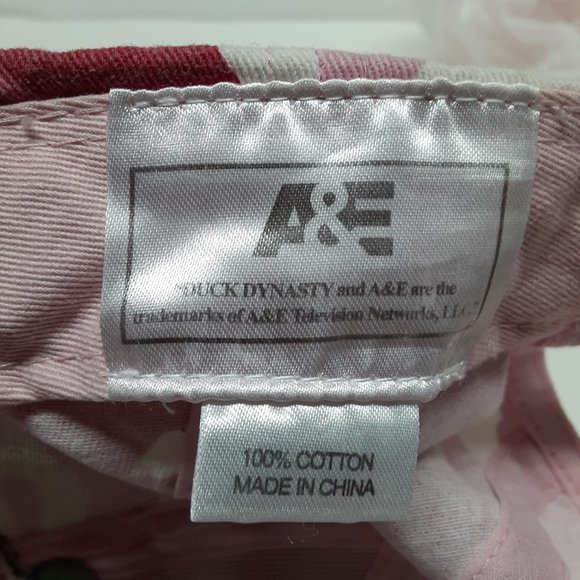 A&E
"DUCK DYNASTY and A&E are the
trademarks of A&E Television Networks, LLC"
100% COTTON
MADE IN CHINA